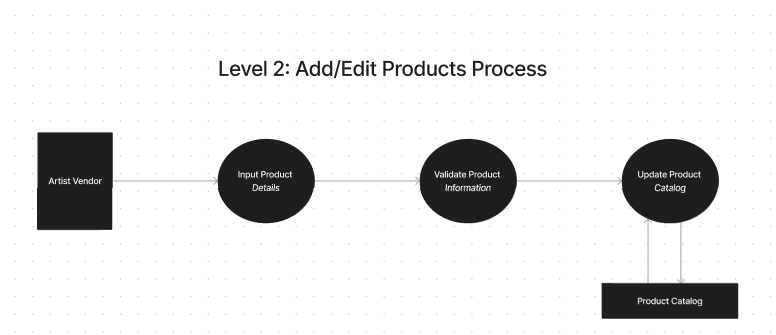 Level 2: Add/Edit Products Process
Artist Vendor
Input Product
Details
Validate Product
Information
Update Product
Catalog
Product Catalog